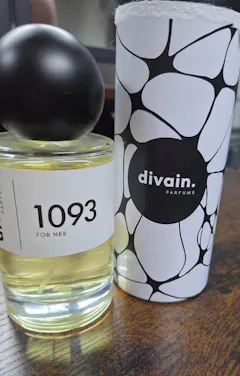 1093
FOR HER
divain.
PARFUMS